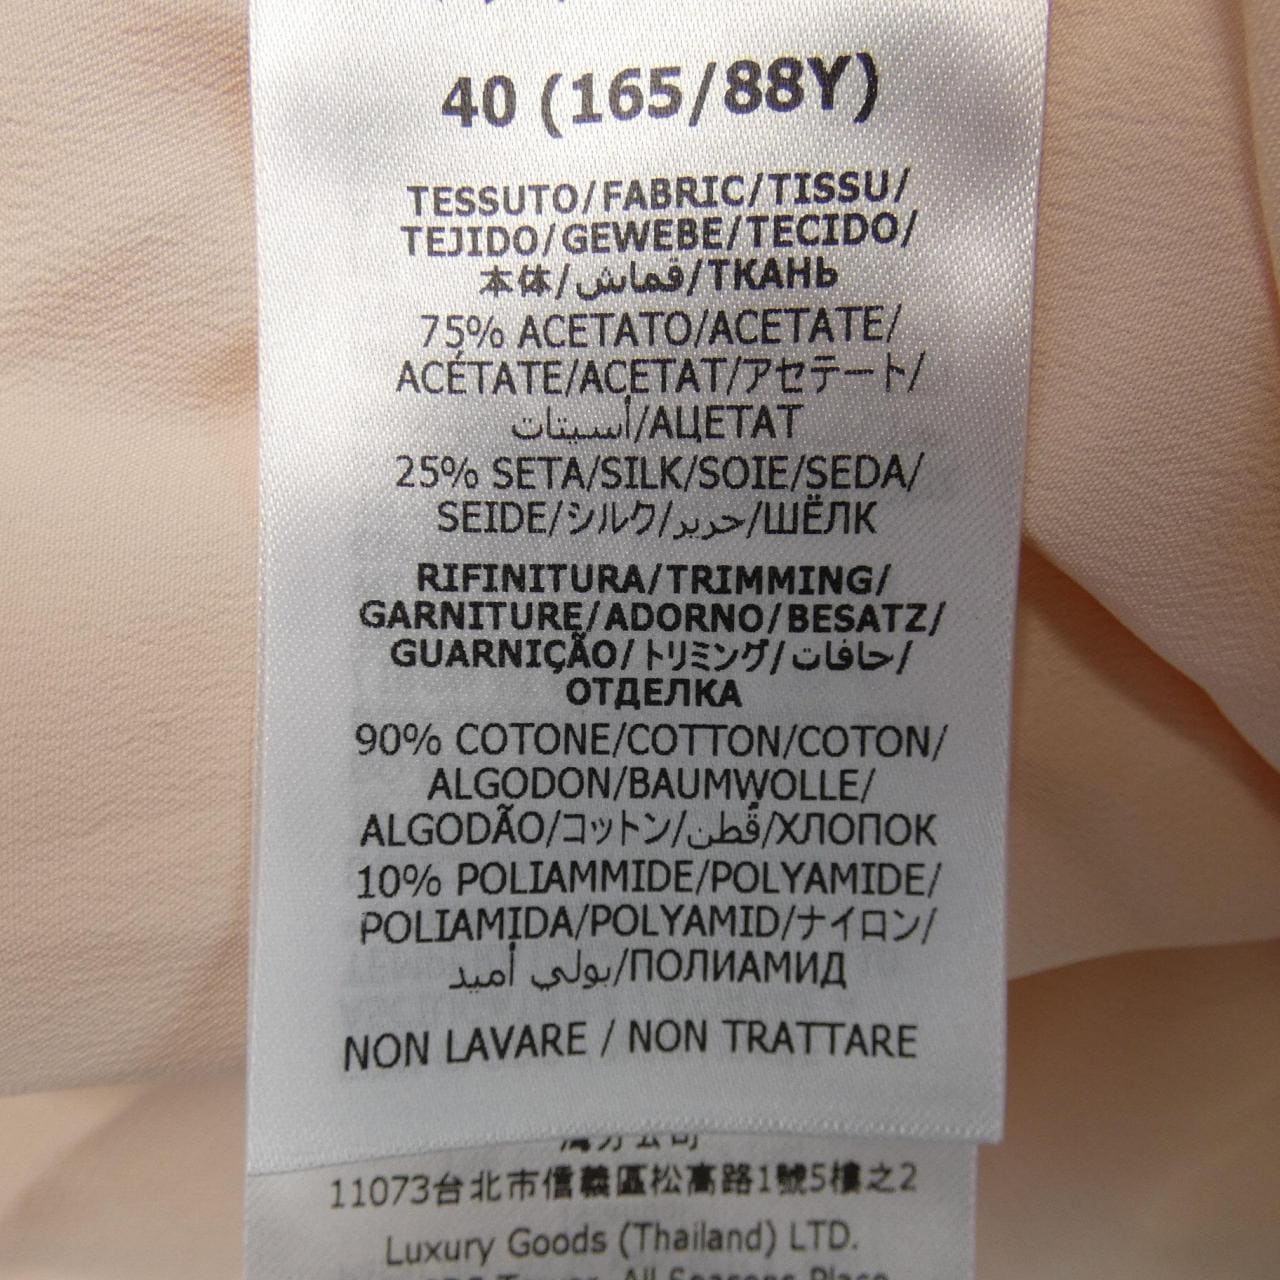 40 (165/88Y)
TESSUTO/FABRIC/TISSU/
TEJIDO/GEWEBE/TECIDO/
本体/قماش/ТКАНЬ
75% ACETATO/ACETATE/
ACÉTATE/ACETAT/アセテート/
أسيتات/АЦЕТАТ
25% SETA/SILK/SOIE/SEDA/
SEIDE/シルク/حرير/ШЁЛК
RIFINITURA/TRIMMING/
GARNITURE/ADORNO/BESATZ/
GUARNIÇÃO/トリミング/حافات/
ОТДЕЛКА
90% COTONE/COTTON/COTON/
ALGODON/BAUMWOLLE/
ALGODÃO/コットン/قُطن/ХЛОПОК
10% POLIAMMIDE/POLYAMIDE/
POLIAMIDA/POLYAMID/ナイロン/
بولي أميد/ПОЛИАМИД
NON LAVARE / NON TRATTARE
11073台北市信義區松高路1號5樓之2
Luxury Goods (Thailand) LTD.